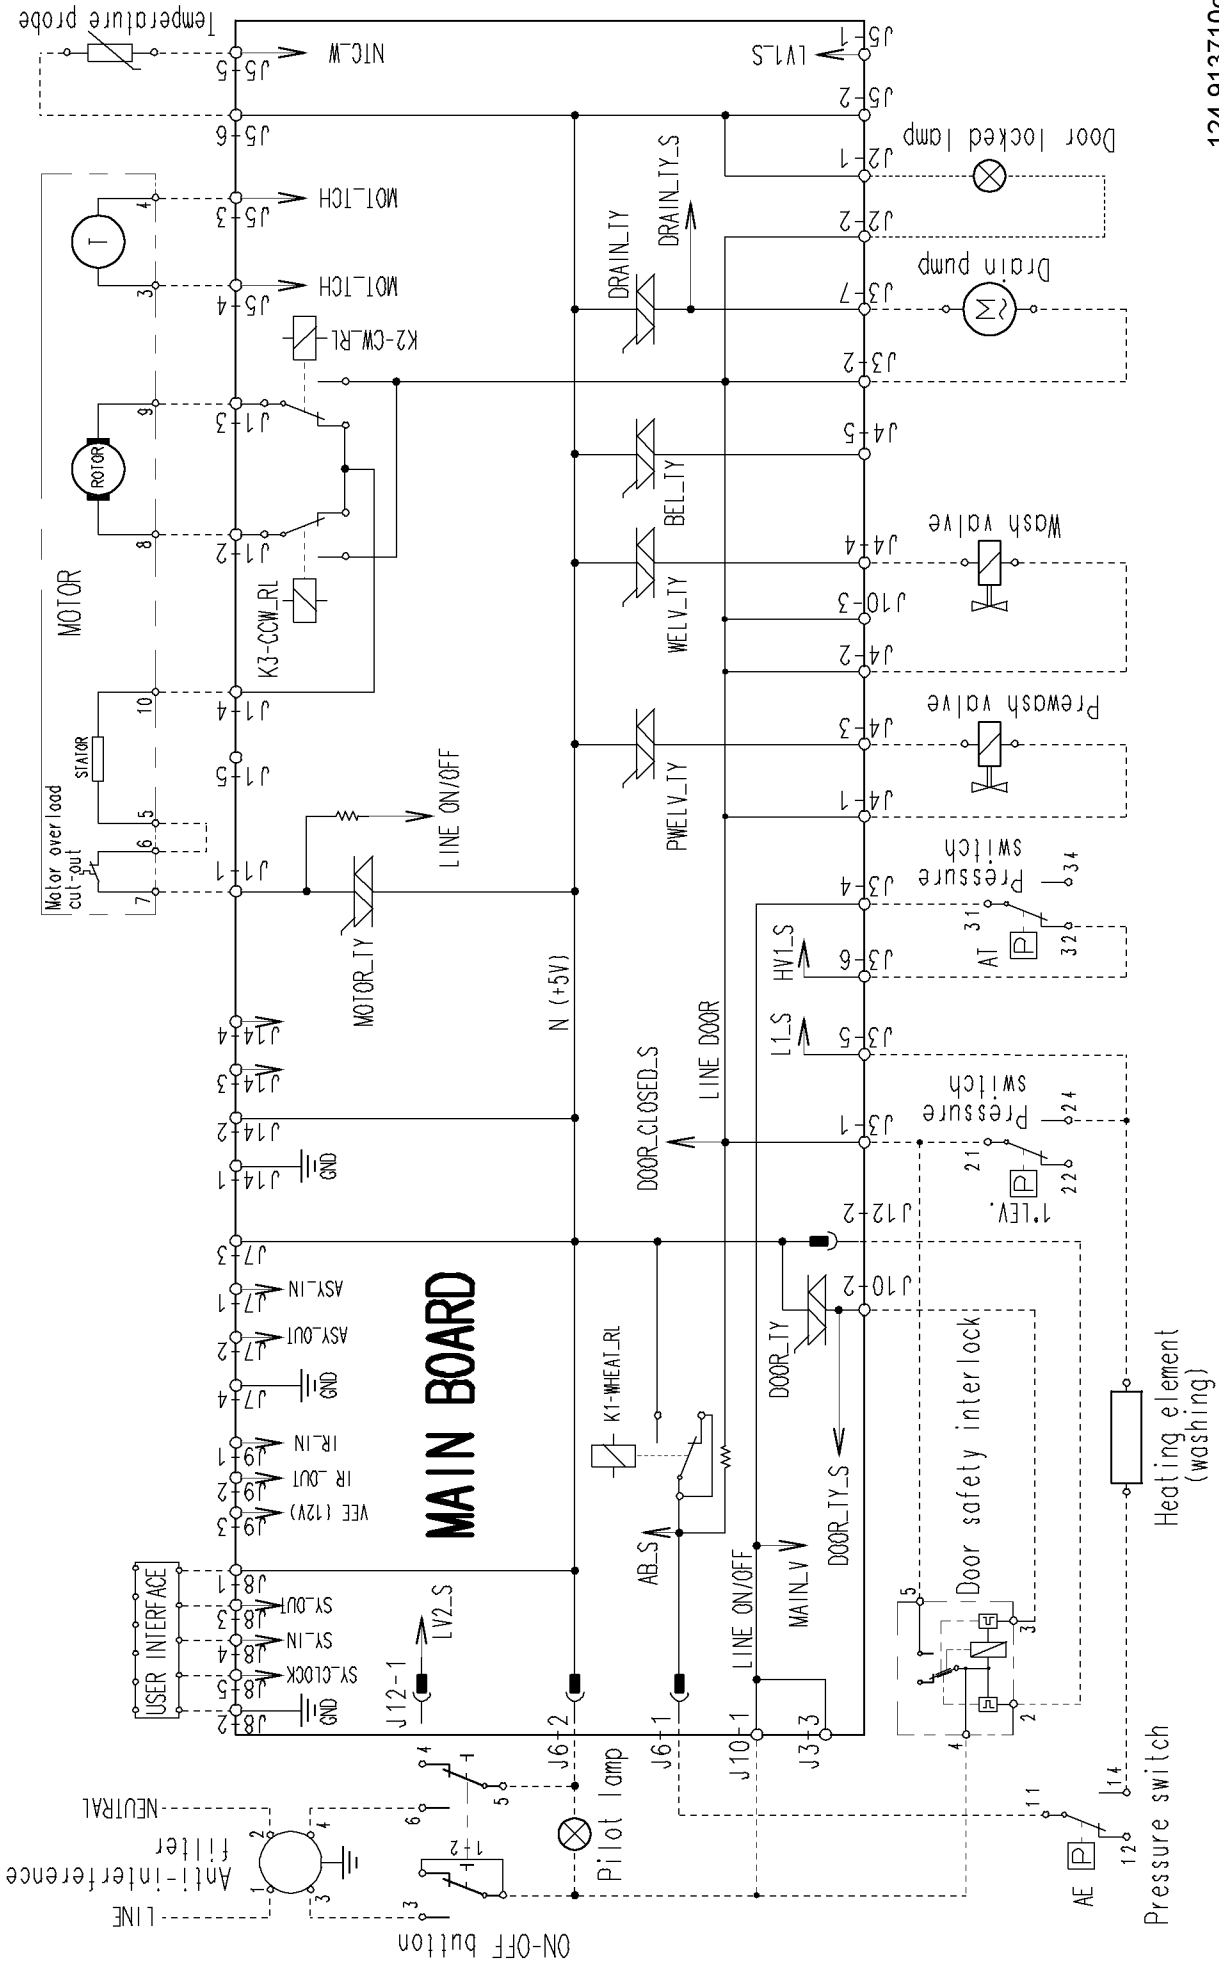 Temperature probe
J5-5
NTC_W
J5-6
MOTOR
T
4
J5-3
MOT_TCH
3
J5-4
MOT_TCH
K2-CW_RL
ROTOR
9
J1-3
8
J1-2
K3-CCW_RL
STATOR
10
J1-4
J1-5
5
6
Motor overload
cut-out
7
J1-1
LINE ON/OFF
MOTOR_TY
J14-4
J14-3
J14-2
J14-1
GND
J7-3
J7-1
ASY_IN
J7-2
ASY_OUT
J7-4
GND
J9-1
IR_IN
J9-2
IR_OUT
J9-3
VEE (12V)
USER INTERFACE
J8-1
J8-3
SY_OUT
J8-4
SY_IN
J8-5
SY_CLOCK
J8-2
GND
MAIN BOARD
N (+5V)
J5-1
LV1_S
J5-2
J2-1
Door locked lamp
J2-2
DRAIN_TY
DRAIN_TY_S
J3-7
Drain pump
M
~
J3-2
J4-5
BEL_TY
J4-4
Wash valve
WELV_TY
J10-3
J4-2
PWELV_TY
J4-3
Prewash valve
J4-1
J3-4
Pressure
switch
31
34
32
P
AT
HV1_S
J3-6
L1_S
J3-5
LINE DOOR
DOOR_CLOSED_S
J3-1
Pressure
switch
21
24
22
P
1°LEV.
J12-2
J10-2
DOOR_TY
DOOR_TY_S
K1-WHEAT_RL
AB_S
LINE ON/OFF
MAIN_V
J12-1
LV2_S
J6-2
J6-1
J10-1
J3-3
Door safety interlock
5
3
2
4
Heating element
(washing)
Pressure switch
11
14
12
P
AE
Pilot lamp
4
5
6
1-2
3
ON-OFF button
NEUTRAL
LINE
Anti-interference
filter
2
4
1
3